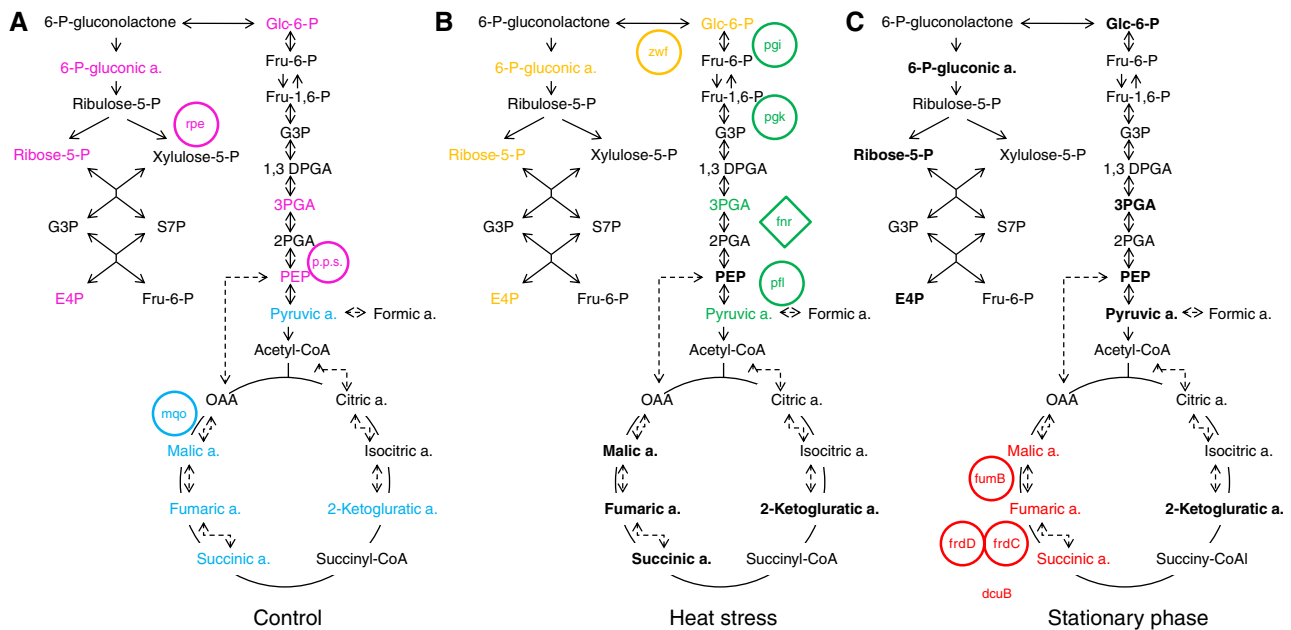 A
6-P-gluconolactone
Glc-6-P
6-P-gluconic a.
Fru-6-P
Ribulose-5-P
Fru-1,6-P
rpe
G3P
Ribose-5-P
Xylulose-5-P
1,3 DPGA
3PGA
G3P
S7P
2PGA
p.p.s.
PEP
E4P
Fru-6-P
Pyruvic a.
Formic a.
Acetyl-CoA
OAA
Citric a.
mqo
Malic a.
Isocitric a.
Fumaric a.
2-Ketogluratic a.
Succinic a.
Succinyl-CoA
Control
B
6-P-gluconolactone
Glc-6-P
zwf
pgi
6-P-gluconic a.
Fru-6-P
Ribulose-5-P
Fru-1,6-P
pgk
G3P
Ribose-5-P
Xylulose-5-P
1,3 DPGA
3PGA
fnr
G3P
S7P
2PGA
PEP
pfl
E4P
Fru-6-P
Pyruvic a.
Formic a.
Acetyl-CoA
OAA
Citric a.
Malic a.
Isocitric a.
Fumaric a.
2-Ketogluratic a.
Succinic a.
Succinyl-CoA
Heat stress
C
6-P-gluconolactone
Glc-6-P
6-P-gluconic a.
Fru-6-P
Ribulose-5-P
Fru-1,6-P
G3P
Ribose-5-P
Xylulose-5-P
1,3 DPGA
3PGA
G3P
S7P
2PGA
PEP
E4P
Fru-6-P
Pyruvic a.
Formic a.
Acetyl-CoA
OAA
Citric a.
Malic a.
Isocitric a.
fumB
Fumaric a.
2-Ketogluratic a.
frdD
frdC
Succinic a.
Succiny-CoAl
dcuB
Stationary phase